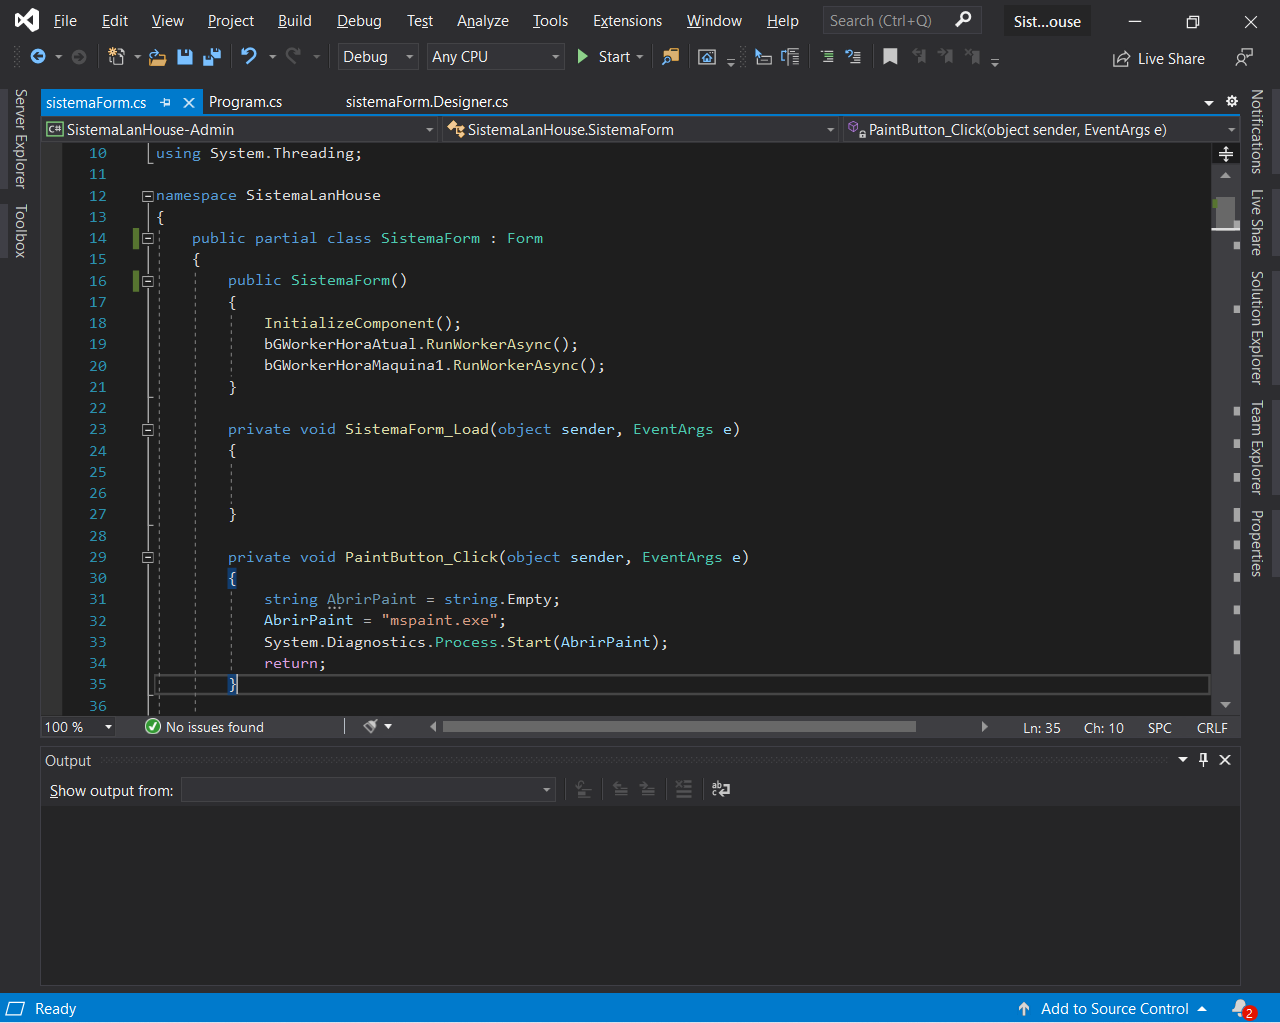 File Edit View Project Build Debug Test Analyze Tools Extensions Window Help Search (Ctrl+Q) Sist...ouse
Debug Any CPU Start Live Share
sistemaForm.cs Program.cs sistemaForm.Designer.cs
SistemaLanHouse-Admin SistemaLanHouse.SistemaForm PaintButton_Click(object sender, EventArgs e)
Server Explorer
Toolbox
10 using System.Threading;
11
12 namespace SistemaLanHouse
13 {
14 public partial class SistemaForm : Form
15 {
16 public SistemaForm()
17 {
18 InitializeComponent();
19 bGWorkerHoraAtual.RunWorkerAsync();
20 bGWorkerHoraMaquina1.RunWorkerAsync();
21 }
22
23 private void SistemaForm_Load(object sender, EventArgs e)
24 {
25
26
27 }
28
29 private void PaintButton_Click(object sender, EventArgs e)
30 {
31 string AbrirPaint = string.Empty;
32 AbrirPaint = "mspaint.exe";
33 System.Diagnostics.Process.Start(AbrirPaint);
34 return;
35 }
36
Notifications
Live Share
Solution Explorer
Team Explorer
Properties
100 % No issues found Ln: 35 Ch: 10 SPC CRLF
Output
Show output from:
Ready Add to Source Control 2